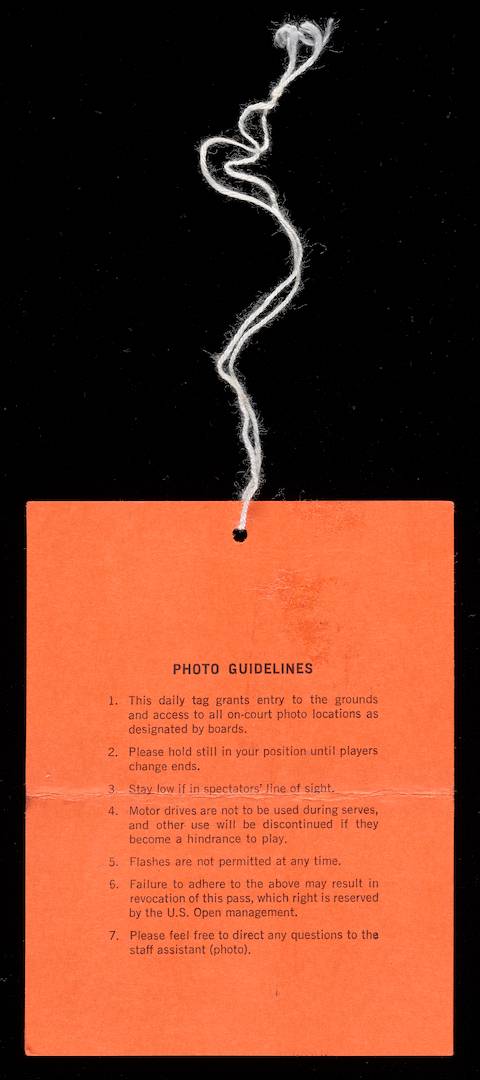 PHOTO GUIDELINES
1. This daily tag grants entry to the grounds
and access to all on-court photo locations as
designated by boards.
2. Please hold still in your position until players
change ends.
3 Stay low if in spectators' line of sight.
4. Motor drives are not to be used during serves,
and other use will be discontinued if they
become a hindrance to play.
5. Flashes are not permitted at any time.
6. Failure to adhere to the above may result in
revocation of this pass, which right is reserved
by the U.S. Open management.
7. Please feel free to direct any questions to the
staff assistant (photo).